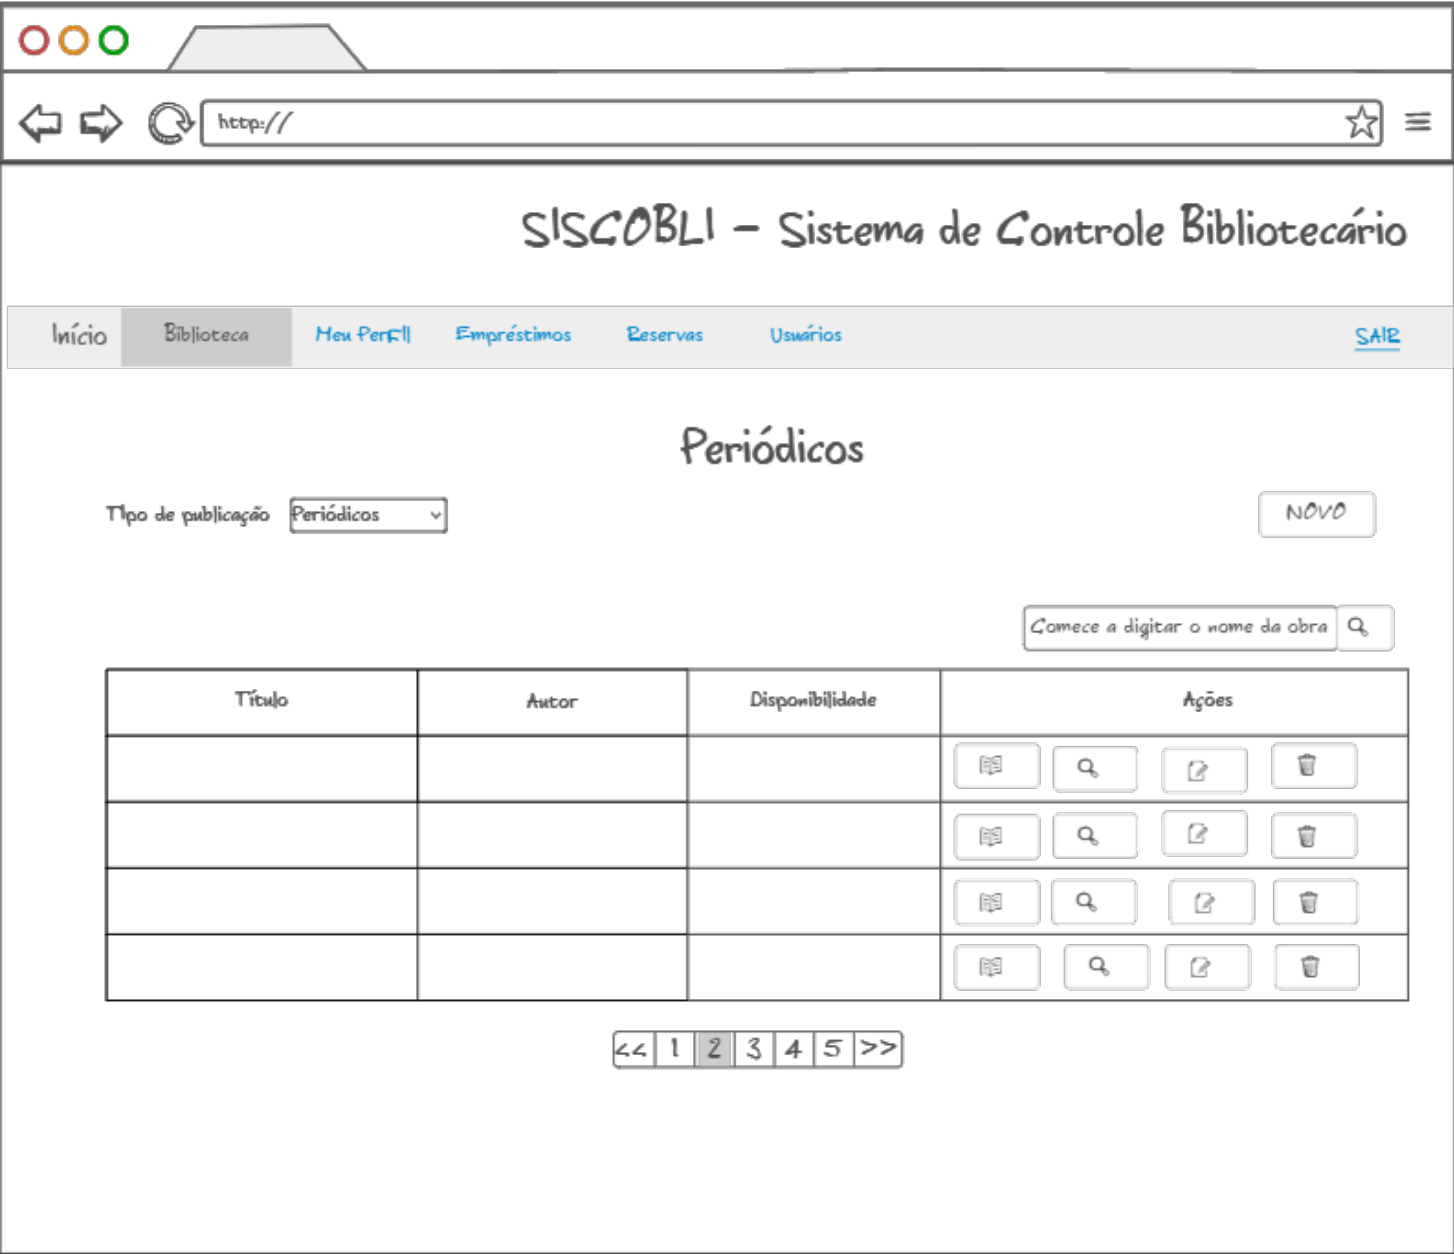 http://
SISCOBLI - Sistema de Controle Bibliotecário
Início Biblioteca Meu Perfil Empréstimos Reservas Usuários SAIR
Periódicos
Tipo de publicação Periódicos NOVO
Comece a digitar o nome da obra
Título Autor Disponibilidade Ações
<< 1 2 3 4 5 >>